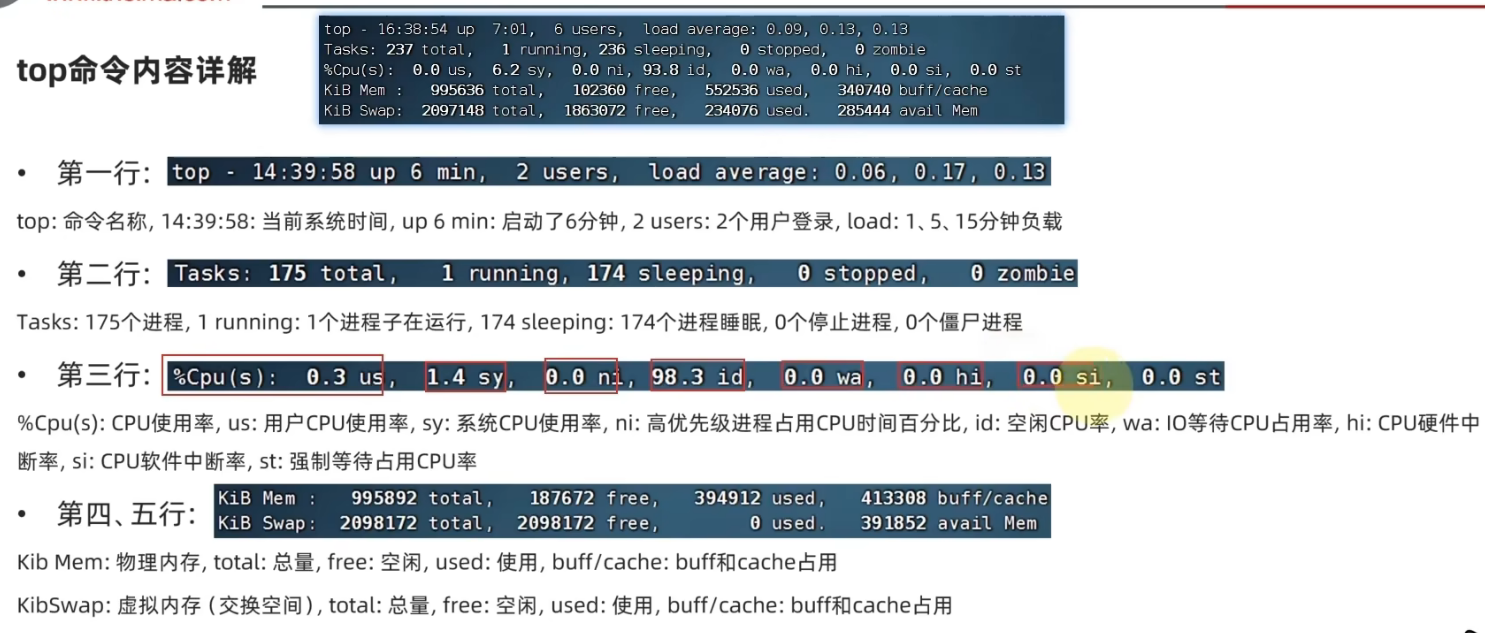 top - 16:38:54 up  7:01,  6 users,  load average: 0.09, 0.13, 0.13
Tasks: 237 total,   1 running, 236 sleeping,   0 stopped,   0 zombie
%Cpu(s):  0.0 us,  6.2 sy,  0.0 ni, 93.8 id,  0.0 wa,  0.0 hi,  0.0 si,  0.0 st
KiB Mem :   995636 total,   102360 free,   552536 used,   340740 buff/cache
KiB Swap:  2097148 total,  1863072 free,   234076 used.   285444 avail Mem
top命令内容详解
• 第一行: top - 14:39:58 up 6 min,  2 users,  load average: 0.06, 0.17, 0.13
top: 命令名称, 14:39:58: 当前系统时间, up 6 min: 启动了6分钟, 2 users: 2个用户登录, load: 1、5、15分钟负载
• 第二行: Tasks: 175 total,   1 running, 174 sleeping,   0 stopped,   0 zombie
Tasks: 175个进程, 1 running: 1个进程子在运行, 174 sleeping: 174个进程睡眠, 0个停止进程, 0个僵尸进程
• 第三行: %Cpu(s):  0.3 us,  1.4 sy,  0.0 ni, 98.3 id,  0.0 wa,  0.0 hi,  0.0 si,  0.0 st
%Cpu(s): CPU使用率, us: 用户CPU使用率, sy: 系统CPU使用率, ni: 高优先级进程占用CPU时间百分比, id: 空闲CPU率, wa: IO等待CPU占用率, hi: CPU硬件中
断率, si: CPU软件中断率, st: 强制等待占用CPU率
• 第四、五行: KiB Mem :   995892 total,   187672 free,   394912 used,   413308 buff/cache
KiB Swap:  2098172 total,  2098172 free,        0 used.   391852 avail Mem
Kib Mem: 物理内存, total: 总量, free: 空闲, used: 使用, buff/cache: buff和cache占用
KibSwap: 虚拟内存 (交换空间), total: 总量, free: 空闲, used: 使用, buff/cache: buff和cache占用